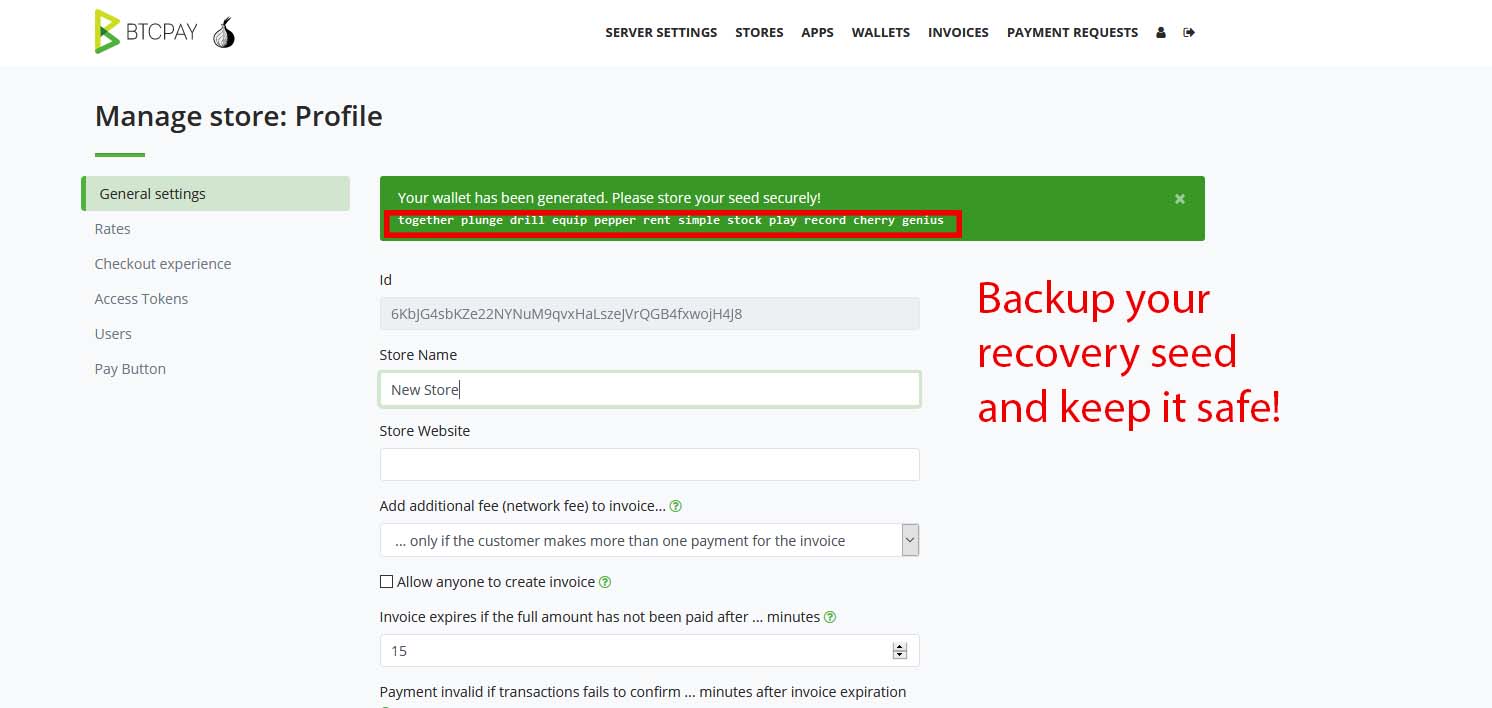 BTCPAY
SERVER SETTINGS STORES APPS WALLETS INVOICES PAYMENT REQUESTS
Manage store: Profile
General settings
Rates
Checkout experience
Access Tokens
Users
Pay Button
Your wallet has been generated. Please store your seed securely!
together plunge drill equip pepper rent simple stock play record cherry genius
Id
6KbJG4sbKZe22NYNuM9qvxHaLszeJVrQGB4fxwojH4J8
Store Name
New Store
Store Website
Add additional fee (network fee) to invoice...
... only if the customer makes more than one payment for the invoice
Allow anyone to create invoice
Invoice expires if the full amount has not been paid after ... minutes
15
Payment invalid if transactions fails to confirm ... minutes after invoice expiration
Backup your
recovery seed
and keep it safe!